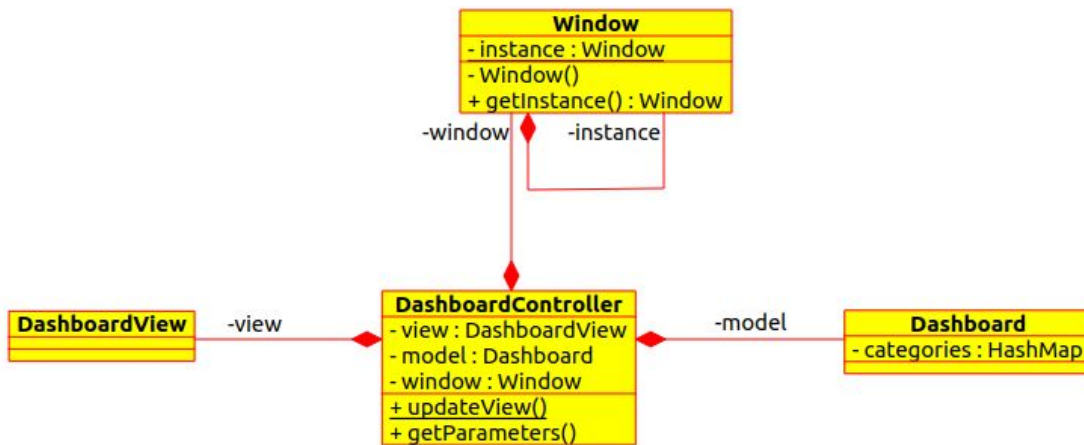 Window
- instance : Window
- Window()
+ getInstance() : Window
-window
-instance
DashboardView
-view
DashboardController
- view : DashboardView
- model : Dashboard
- window : Window
+ updateView()
+ getParameters()
-model
Dashboard
- categories : HashMap